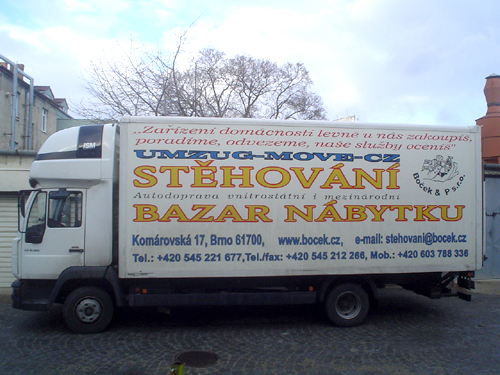 „Zařízení domácnosti levně u nás zakoupíš,
poradíme, odvezeme, naše služby oceníš"
UMZUG-MOVE-CZ
STĚHOVÁNÍ
Autodoprava vnitrostátní i mezinárodní
BAZAR NÁBYTKU
Boček & P s.r.o.
Komárovská 17, Brno 61700, www.bocek.cz, e-mail: stehovani@bocek.cz
Tel.: +420 545 221 677,Tel./fax: +420 545 212 266, Mob.: +420 603 788 336